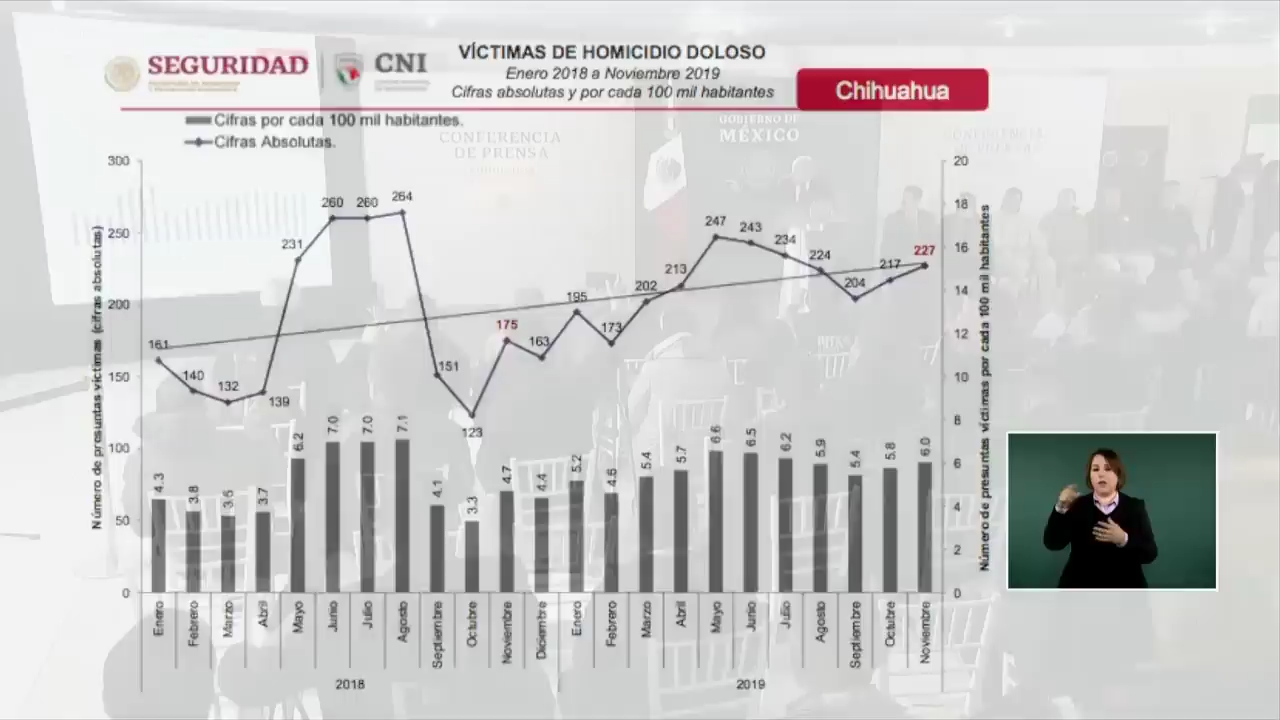 SEGURIDAD
CNI
VÍCTIMAS DE HOMICIDIO DOLOSO
Enero 2018 a Noviembre 2019
Cifras absolutas y por cada 100 mil habitantes
Chihuahua
Cifras por cada 100 mil habitantes.
Cifras Absolutas.
CONFERENCIA
DE PRENSA
GOBIERNO DE
MÉXICO
Número de presuntas víctimas (cifras absolutas)
300
250
200
150
100
50
0
161
140
132
139
231
260
260
264
151
123
175
163
195
173
202
213
247
243
234
224
204
217
227
4.3
3.8
3.5
3.7
6.2
7.0
7.0
7.1
4.1
3.3
4.7
4.4
5.2
4.6
5.4
5.7
6.6
6.5
6.2
5.9
5.4
5.8
6.0
20
18
16
14
12
10
8
6
4
2
0
Número de presuntas víctimas por cada 100 mil habitantes
Enero
Febrero
Marzo
Abril
Mayo
Junio
Julio
Agosto
Septiembre
Octubre
Noviembre
Diciembre
Enero
Febrero
Marzo
Abril
Mayo
Junio
Julio
Agosto
Septiembre
Octubre
Noviembre
2018
2019